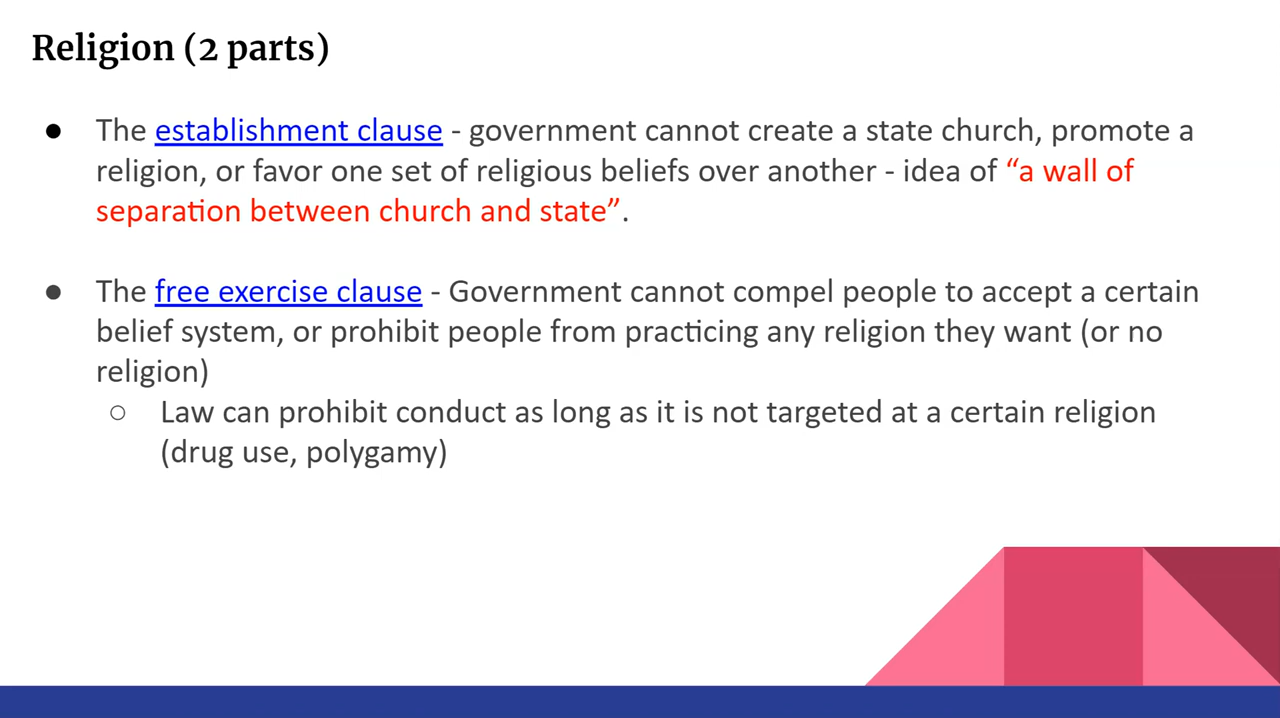 Religion (2 parts)
● The establishment clause - government cannot create a state church, promote a
religion, or favor one set of religious beliefs over another - idea of “a wall of
separation between church and state”.
● The free exercise clause - Government cannot compel people to accept a certain
belief system, or prohibit people from practicing any religion they want (or no
religion)
○ Law can prohibit conduct as long as it is not targeted at a certain religion
(drug use, polygamy)